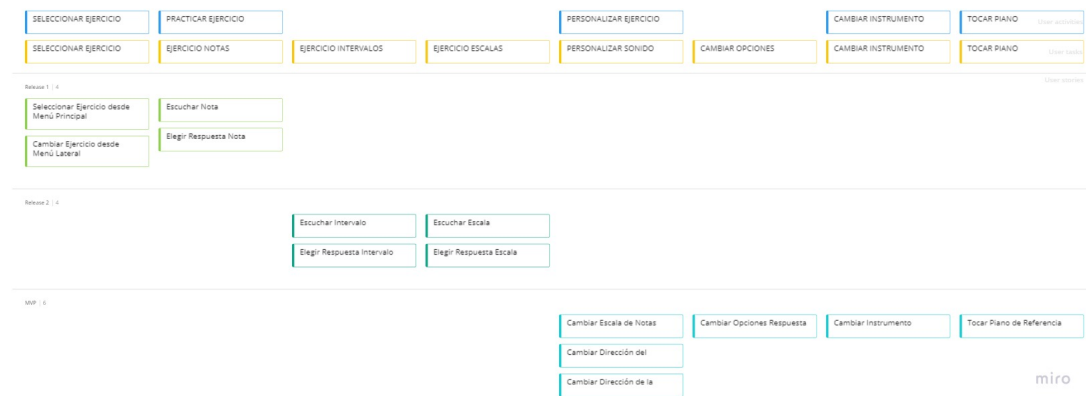 SELECCIONAR EJERCICIO
PRACTICAR EJERCICIO
PERSONALIZAR EJERCICIO
CAMBIAR INSTRUMENTO
TOCAR PIANO
User activities
SELECCIONAR EJERCICIO
EJERCICIO NOTAS
EJERCICIO INTERVALOS
EJERCICIO ESCALAS
PERSONALIZAR SONIDO
CAMBIAR OPCIONES
CAMBIAR INSTRUMENTO
TOCAR PIANO
User tasks
User stories
Release 1 | 4
Seleccionar Ejercicio desde
Menú Principal
Escuchar Nota
Cambiar Ejercicio desde
Menú Lateral
Elegir Respuesta Nota
Release 2 | 4
Escuchar Intervalo
Escuchar Escala
Elegir Respuesta Intervalo
Elegir Respuesta Escala
MVP | 6
Cambiar Escala de Notas
Cambiar Opciones Respuesta
Cambiar Instrumento
Tocar Piano de Referencia
Cambiar Dirección del
Cambiar Dirección de la
miro